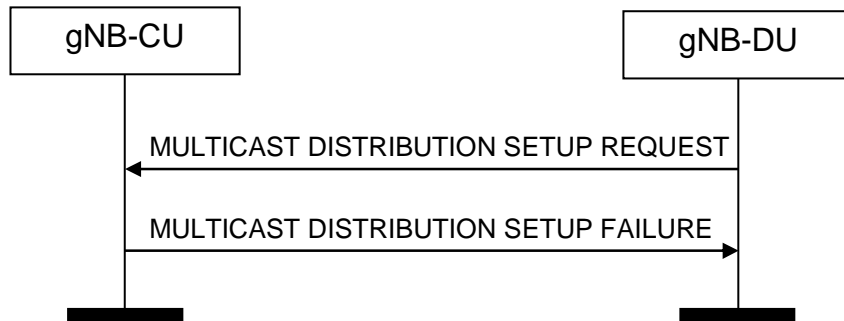 gNB-CU
gNB-DU
MULTICAST DISTRIBUTION SETUP REQUEST
MULTICAST DISTRIBUTION SETUP FAILURE